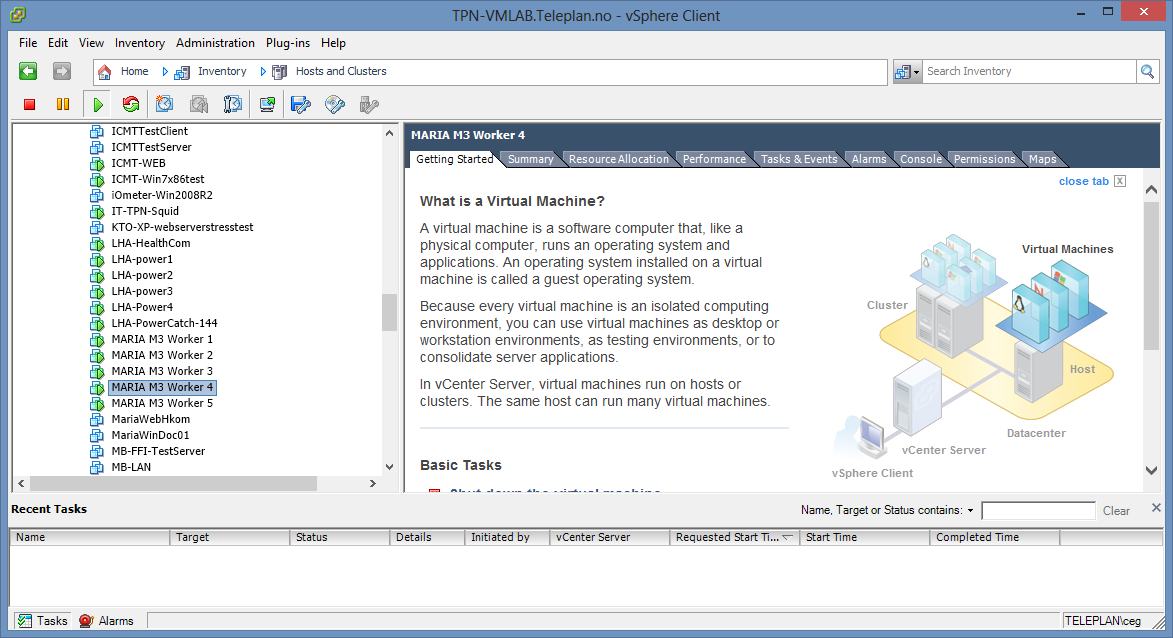 TPN-VMLAB.Teleplan.no - vSphere Client
File Edit View Inventory Administration Plug-ins Help
Home Inventory Hosts and Clusters
Search Inventory
ICMTTestClient
ICMTTestServer
ICMT-WEB
ICMT-Win7x86test
iOmeter-Win2008R2
IT-TPN-Squid
KTO-XP-webserverstresstest
LHA-HealthCom
LHA-power1
LHA-power2
LHA-power3
LHA-Power4
LHA-PowerCatch-144
MARIA M3 Worker 1
MARIA M3 Worker 2
MARIA M3 Worker 3
MARIA M3 Worker 4
MARIA M3 Worker 5
MariaWebHkom
MariaWinDoc01
MB-FFI-TestServer
MB-LAN
MARIA M3 Worker 4
Getting Started Summary Resource Allocation Performance Tasks & Events Alarms Console Permissions Maps
close tab X
What is a Virtual Machine?
A virtual machine is a software computer that, like a
physical computer, runs an operating system and
applications. An operating system installed on a virtual
machine is called a guest operating system.
Because every virtual machine is an isolated computing
environment, you can use virtual machines as desktop or
workstation environments, as testing environments, or to
consolidate server applications.
In vCenter Server, virtual machines run on hosts or
clusters. The same host can run many virtual machines.
Basic Tasks
Shut down the virtual machine
Virtual Machines
Cluster
Host
Datacenter
vCenter Server
vSphere Client
Recent Tasks
Name, Target or Status contains: Clear
Name Target Status Details Initiated by vCenter Server Requested Start Ti... Start Time Completed Time
Tasks Alarms
TELEPLAN\ceg